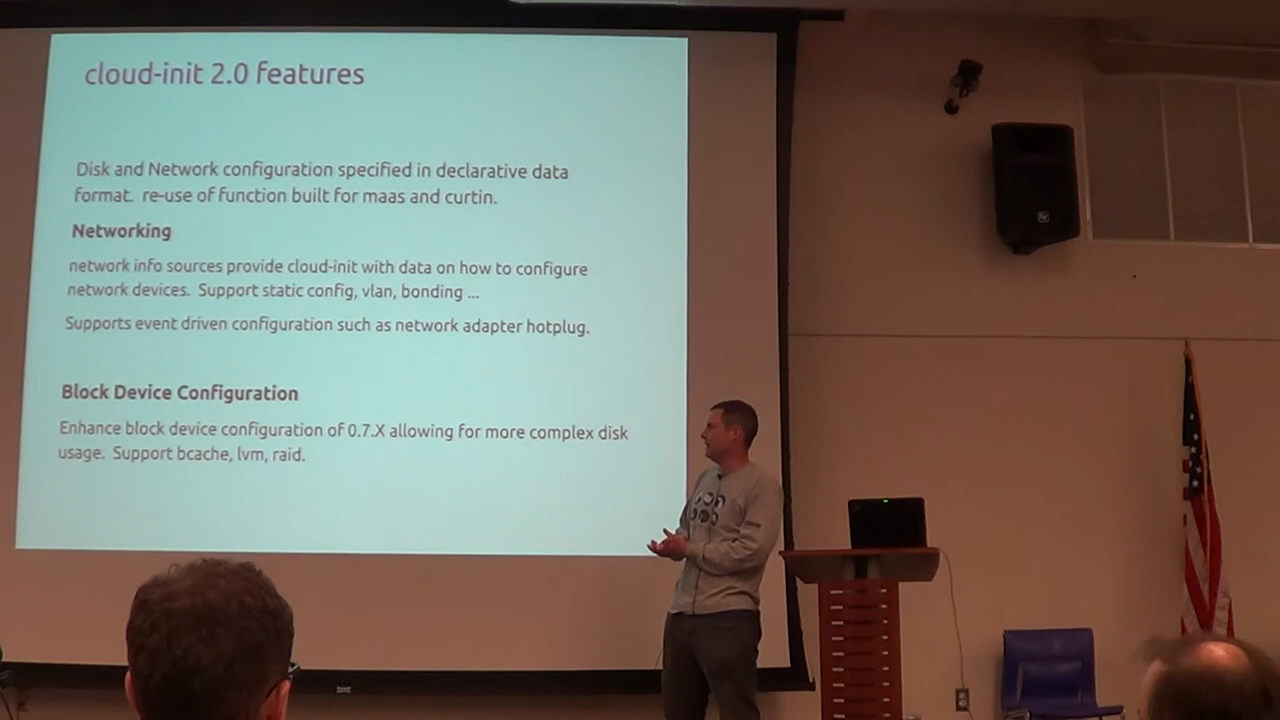 cloud-init 2.0 features
Disk and Network configuration specified in declarative data
format. re-use of function built for maas and curtin.
Networking
network info sources provide cloud-init with data on how to configure
network devices. Support static config, vlan, bonding ...
Supports event driven configuration such as network adapter hotplug.
Block Device Configuration
Enhance block device configuration of 0.7.X allowing for more complex disk
usage. Support bcache, lvm, raid.